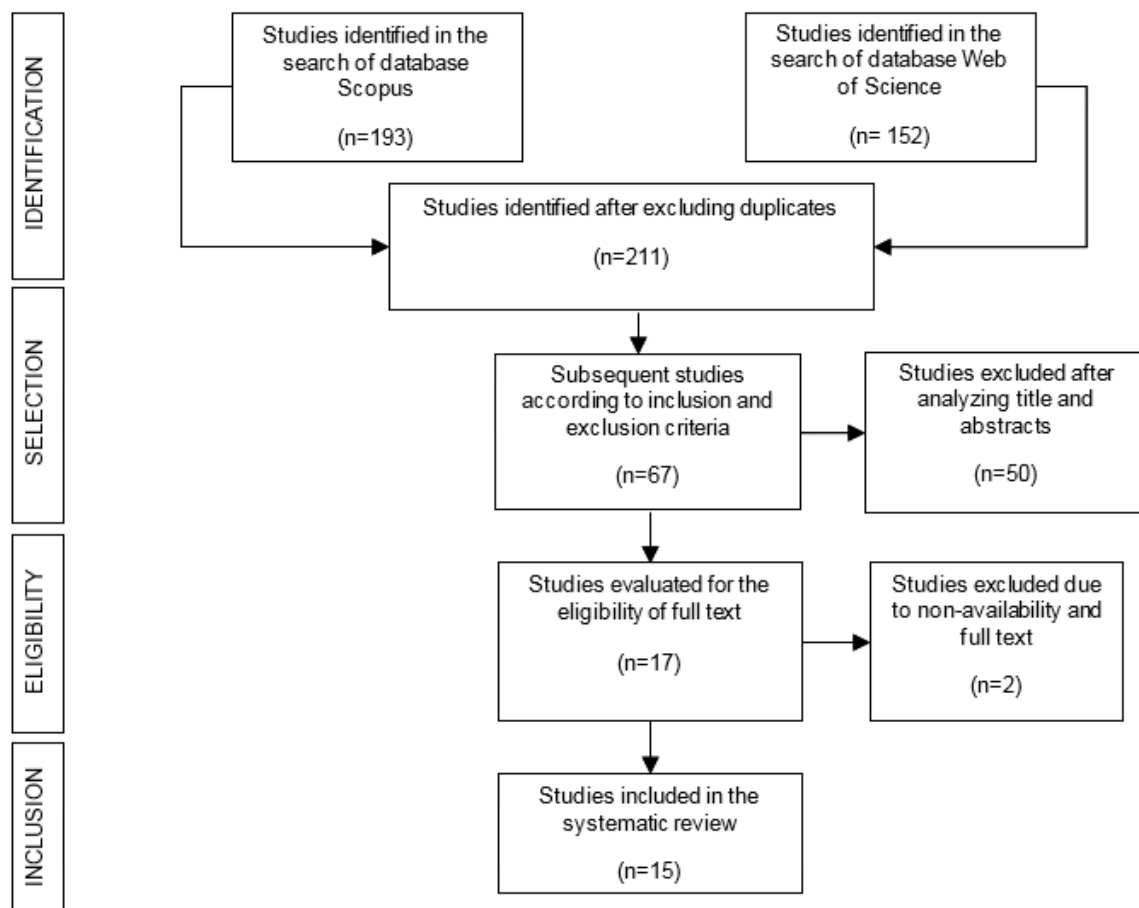 IDENTIFICATION
Studies identified in the
search of database
Scopus
(n=193)
Studies identified in the
search of database Web
of Science
(n= 152)
Studies identified after excluding duplicates
(n=211)
SELECTION
Subsequent studies
according to inclusion and
exclusion criteria
(n=67)
Studies excluded after
analyzing title and
abstracts
(n=50)
ELIGIBILITY
Studies evaluated for the
eligibility of full text
(n=17)
Studies excluded due
to non-availability and
full text
(n=2)
INCLUSION
Studies included in the
systematic review
(n=15)